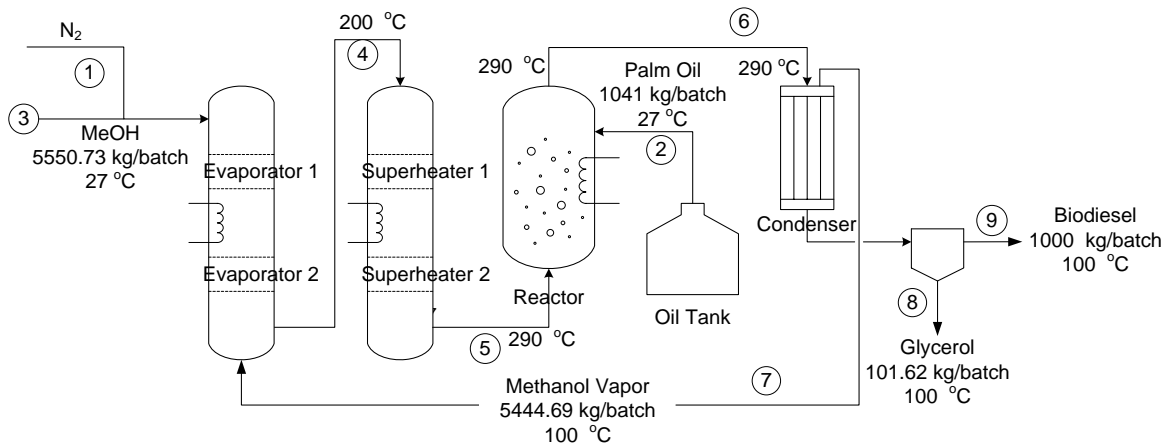 N₂
1
3
MeOH
5550.73 kg/batch
27 °C
Evaporator 1
Evaporator 2
200 °C
4
Superheater 1
Superheater 2
5
290 °C
290 °C
Reactor
6
Palm Oil
1041 kg/batch
27 °C
2
Oil Tank
290 °C
Condenser
9
Biodiesel
1000 kg/batch
100 °C
8
Glycerol
101.62 kg/batch
100 °C
7
Methanol Vapor
5444.69 kg/batch
100 °C